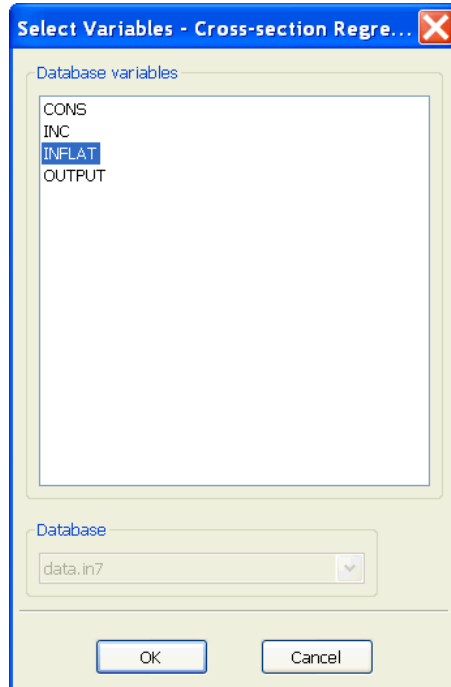 Select Variables - Cross-section Regre...
Database variables
CONS
INC
INFLAT
OUTPUT
Database
data.in7
OK
Cancel